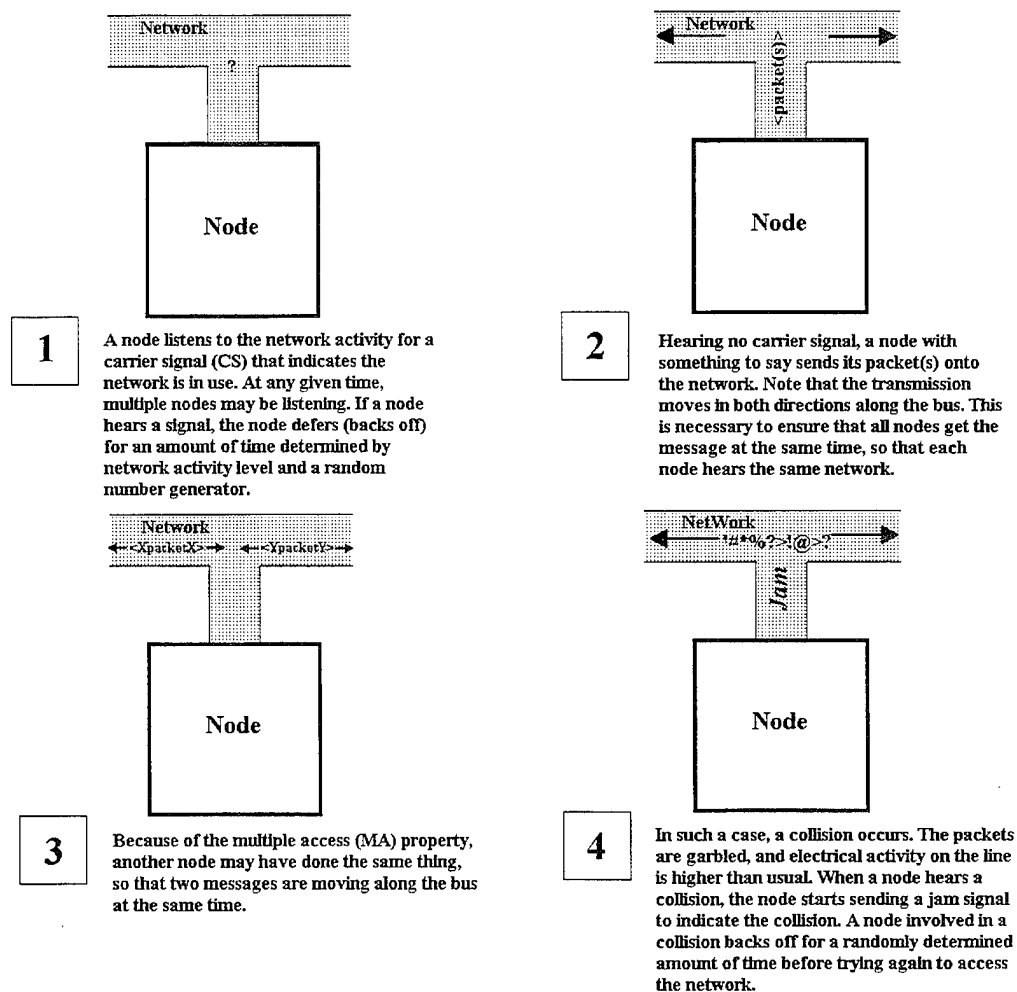 Network
?
Node
1
A node listens to the network activity for a
carrier signal (CS) that indicates the
network is in use. At any given time,
multiple nodes may be listening. If a node
hears a signal, the node defers (backs off)
for an amount of time determined by
network activity level and a random
number generator.
Network
<packet(s)>
Node
2
Hearing no carrier signal, a node with
something to say sends its packet(s) onto
the network. Note that the transmission
moves in both directions along the bus. This
is necessary to ensure that all nodes get the
message at the same time, so that each
node hears the same network.
Network
<XpacketX> <YpacketY>
Node
3
Because of the multiple access (MA) property,
another node may have done the same thing,
so that two messages are moving along the bus
at the same time.
NetWork
!#*%?>!@>?
Jam
Node
4
In such a case, a collision occurs. The packets
are garbled, and electrical activity on the line
is higher than usual. When a node hears a
collision, the node starts sending a jam signal
to indicate the collision. A node involved in a
collision backs off for a randomly determined
amount of time before trying again to access
the network.